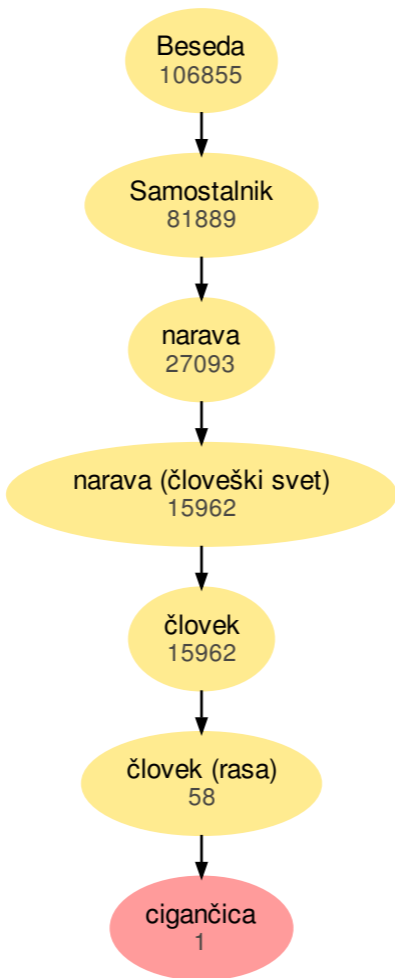 Beseda
106855
Samostalnik
81889
narava
27093
narava (človeški svet)
15962
človek
15962
človek (rasa)
58
cigančica
1